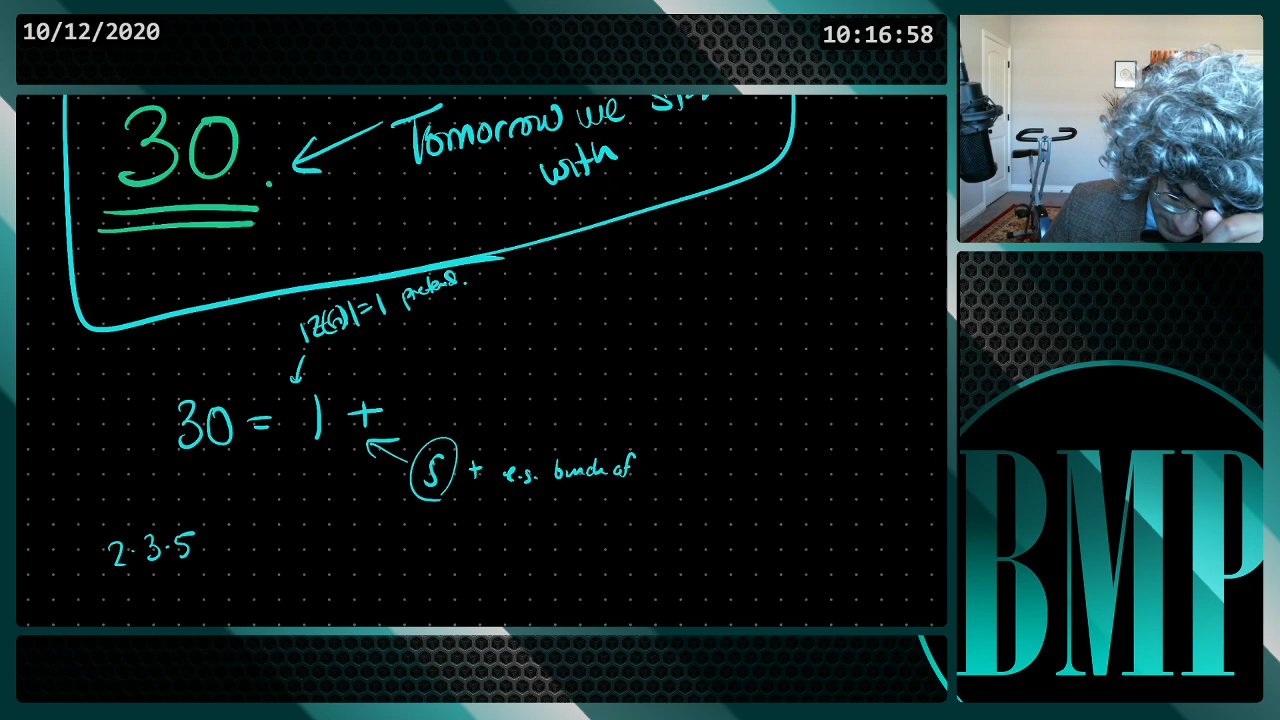 10/12/2020
10:16:58
30.
Tomorrow we
with
|Z(G)|=1
30 = 1 +
5 + e.g. bunch of
2·3·5
BMP